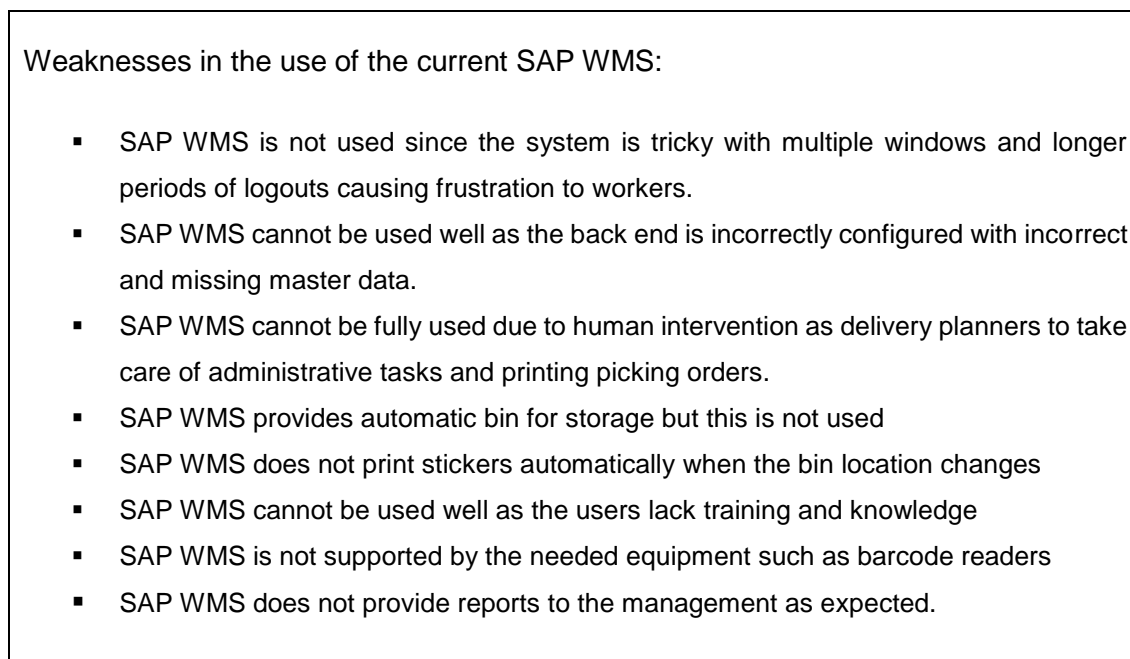 Weaknesses in the use of the current SAP WMS:
▪ SAP WMS is not used since the system is tricky with multiple windows and longer
periods of logouts causing frustration to workers.
▪ SAP WMS cannot be used well as the back end is incorrectly configured with incorrect
and missing master data.
▪ SAP WMS cannot be fully used due to human intervention as delivery planners to take
care of administrative tasks and printing picking orders.
▪ SAP WMS provides automatic bin for storage but this is not used
▪ SAP WMS does not print stickers automatically when the bin location changes
▪ SAP WMS cannot be used well as the users lack training and knowledge
▪ SAP WMS is not supported by the needed equipment such as barcode readers
▪ SAP WMS does not provide reports to the management as expected.